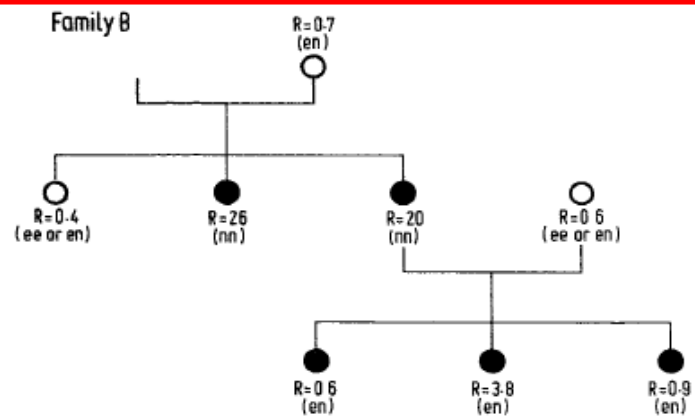 Family B
R=0·7
(en)
R=0·4
(ee or en)
R=26
(nn)
R=20
(nn)
R=0 6
(ee or en)
R=0 6
(en)
R=3·8
(en)
R=0·9
(en)